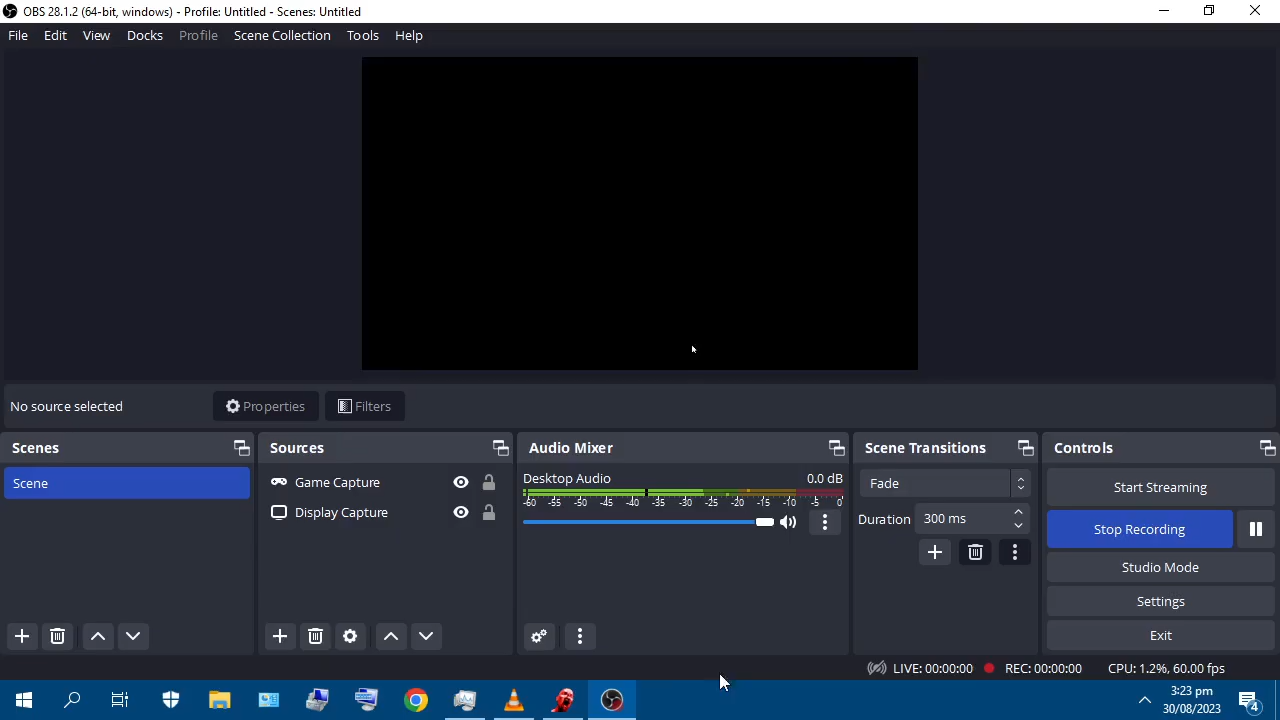 OBS 28.1.2 (64-bit, windows) - Profile: Untitled - Scenes: Untitled
File Edit View Docks Profile Scene Collection Tools Help
No source selected Properties Filters
Scenes
Scene
Sources
Game Capture
Display Capture
Audio Mixer
Desktop Audio 0.0 dB
-60 -55 -50 -45 -40 -35 -30 -25 -20 -15 -10 -5 0
Scene Transitions
Fade
Duration 300 ms
Controls
Start Streaming
Stop Recording
Studio Mode
Settings
Exit
LIVE: 00:00:00 REC: 00:00:00 CPU: 1.2%, 60.00 fps
3:23 pm
30/08/2023
4